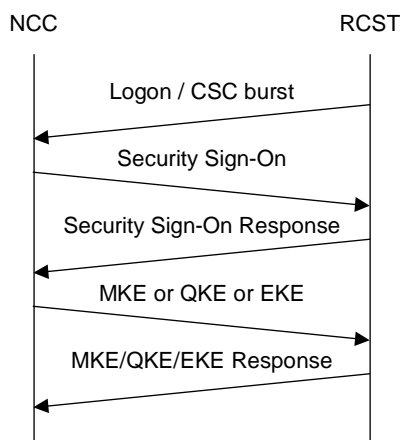 NCC
RCST
Logon / CSC burst
Security Sign-On
Security Sign-On Response
MKE or QKE or EKE
MKE/QKE/EKE Response